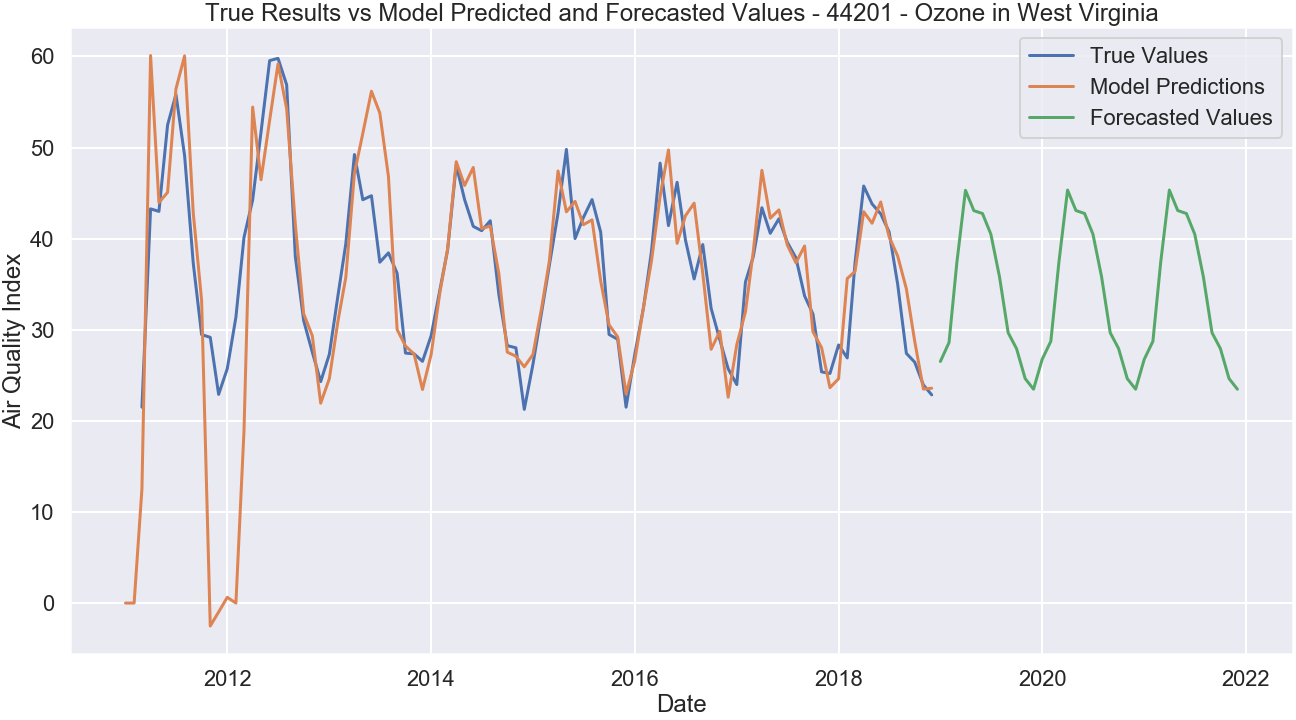 True Results vs Model Predicted and Forecasted Values - 44201 - Ozone in West Virginia
True Values
Model Predictions
Forecasted Values
Air Quality Index
60
50
40
30
20
10
0
2012 2014 2016 2018 2020 2022
Date